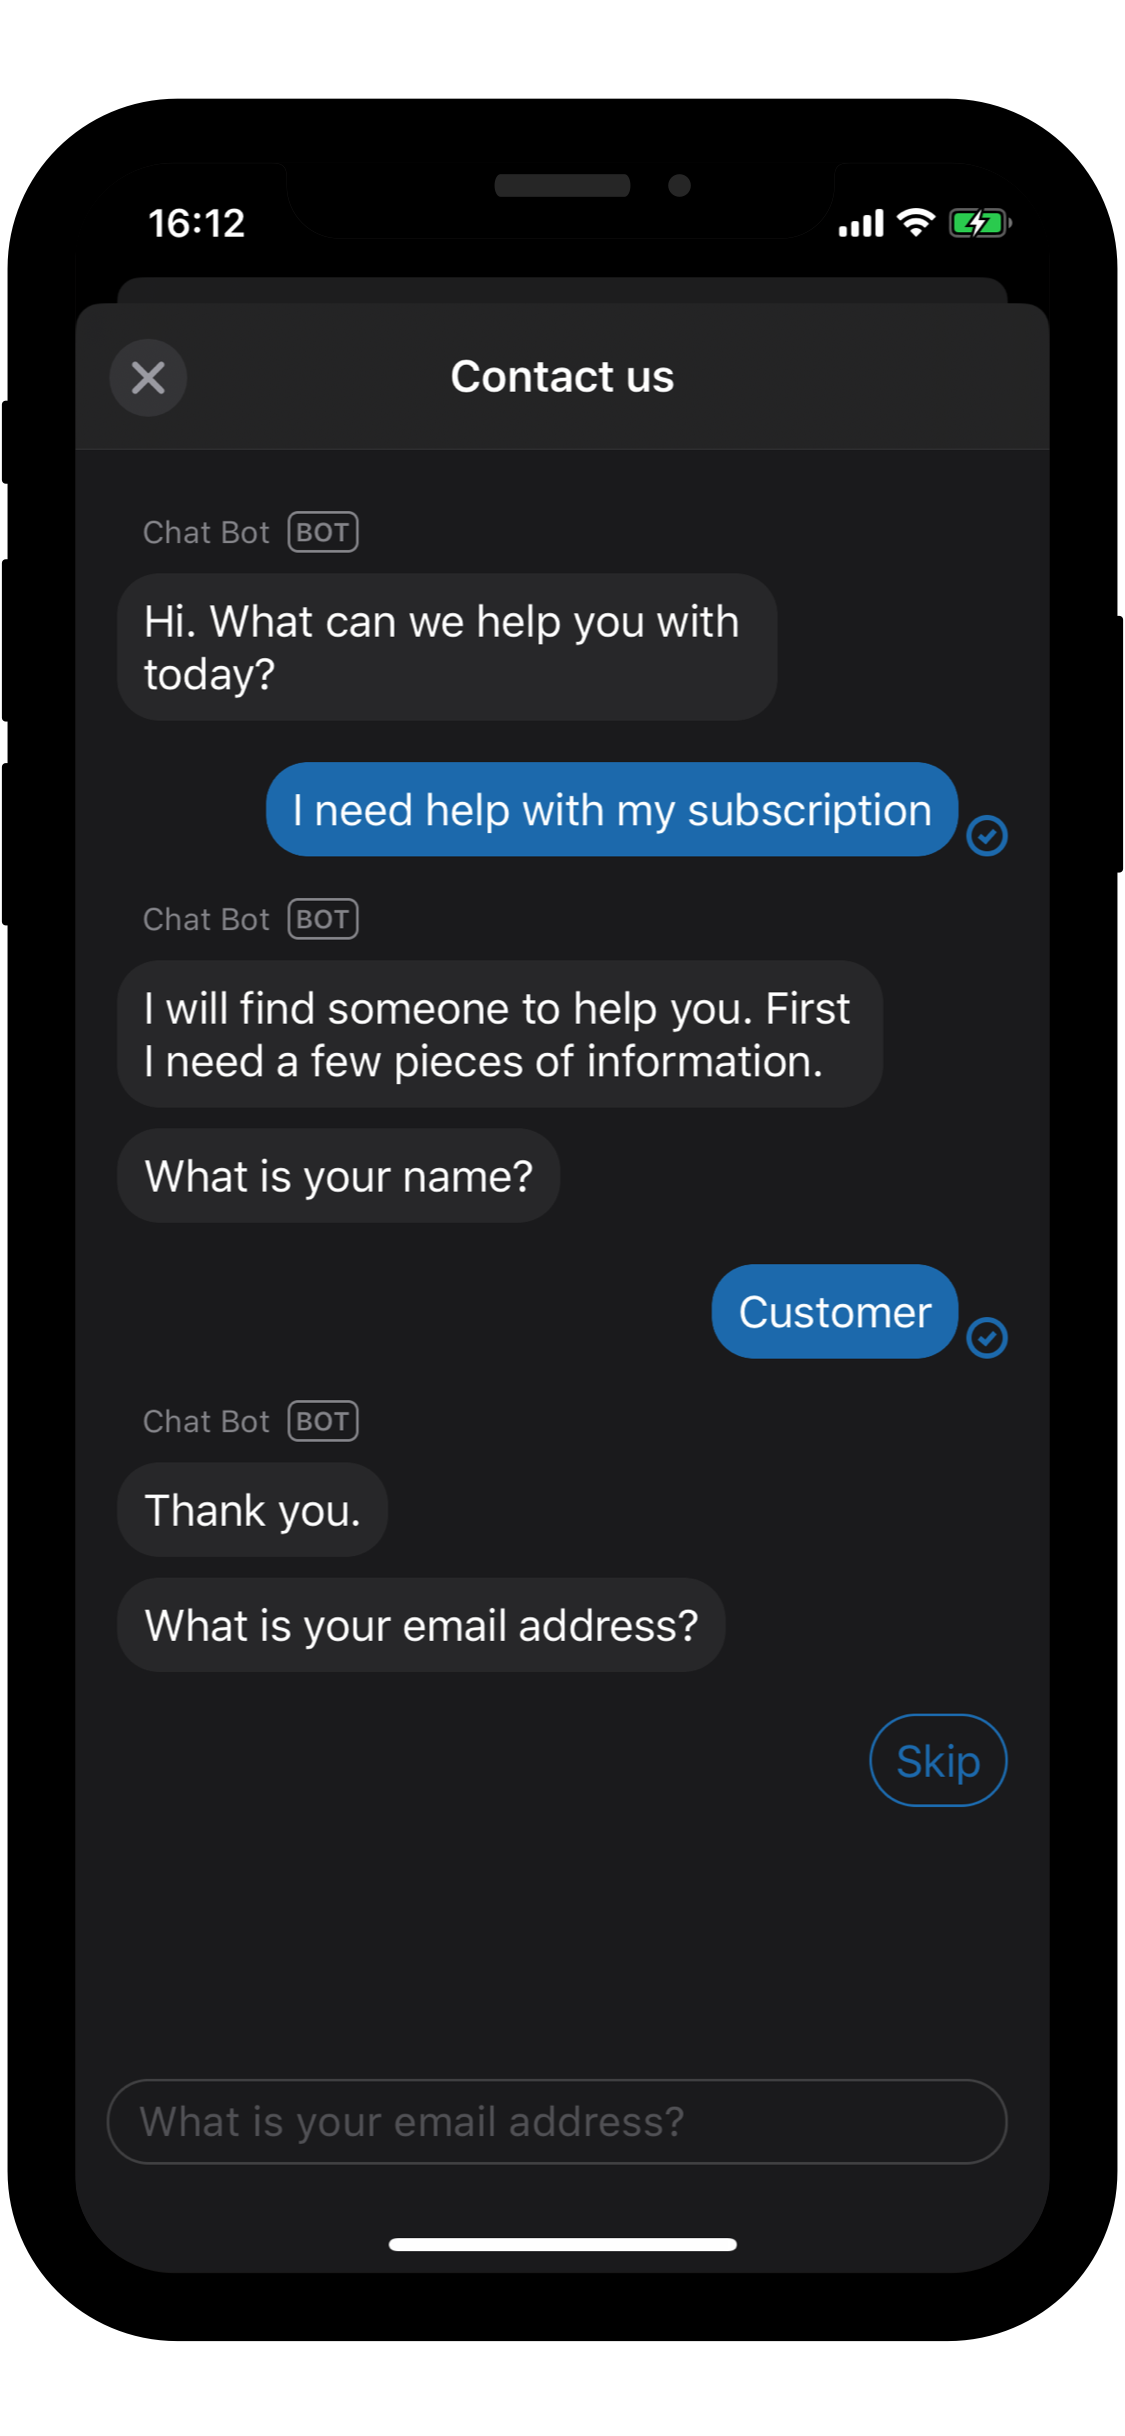 16:12
Contact us
Chat Bot BOT
Hi. What can we help you with
today?
I need help with my subscription
Chat Bot BOT
I will find someone to help you. First
I need a few pieces of information.
What is your name?
Customer
Chat Bot BOT
Thank you.
What is your email address?
Skip
What is your email address?